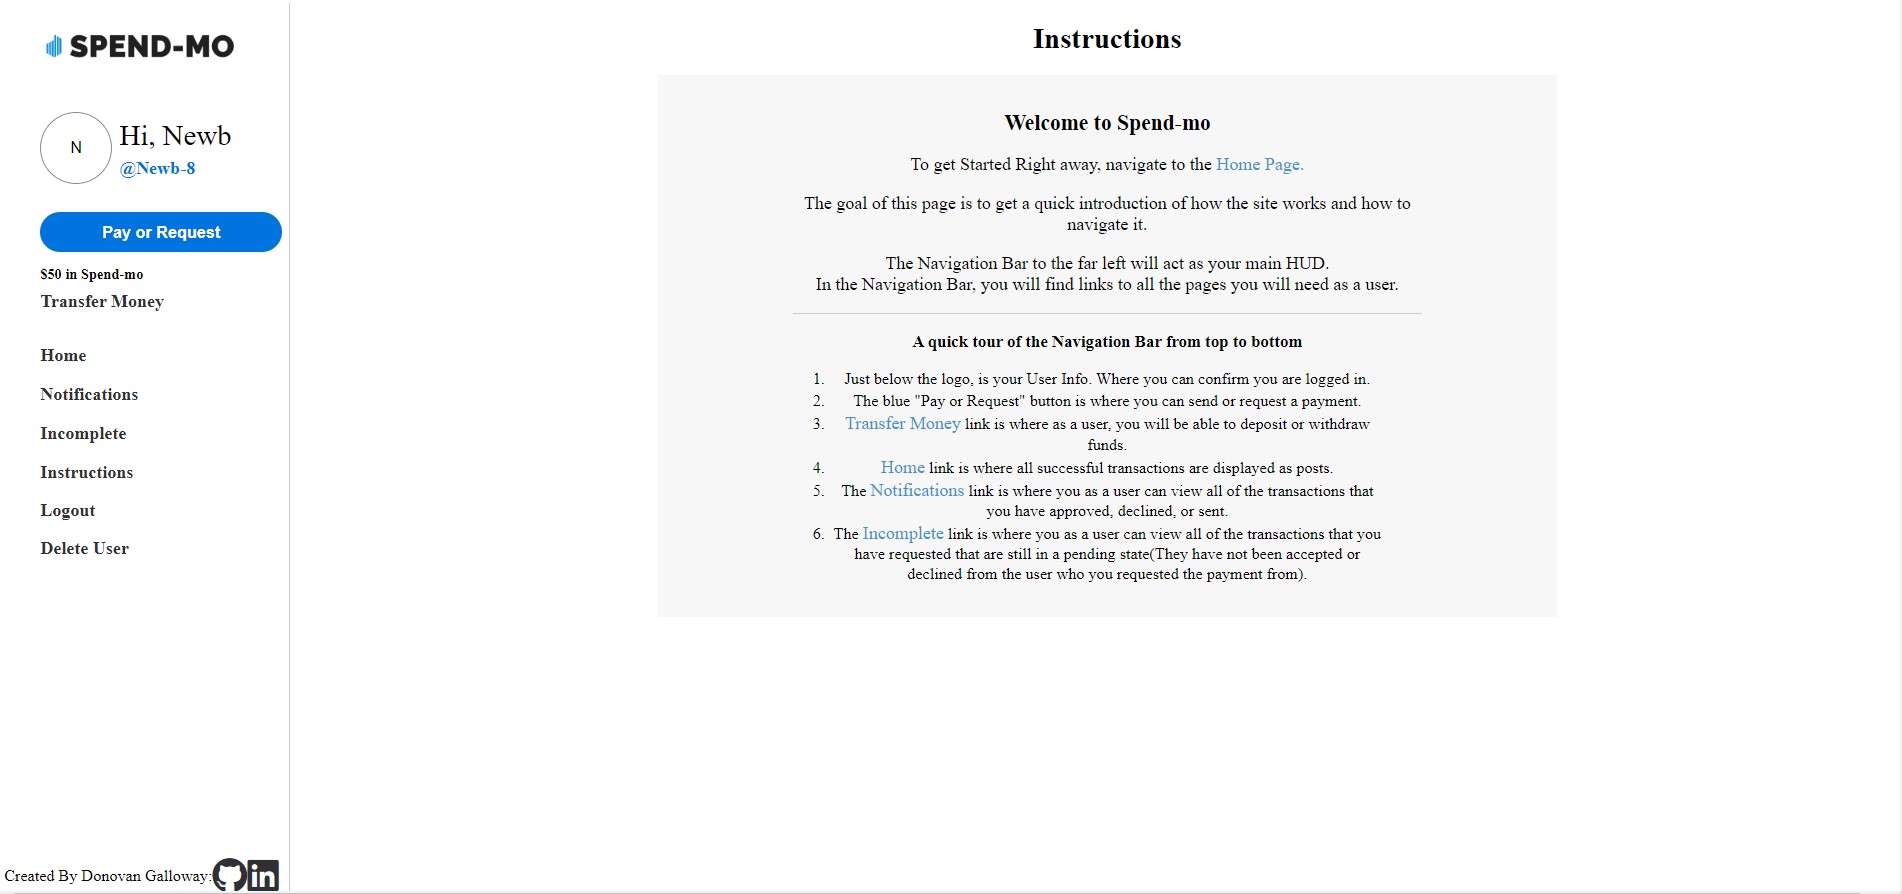 SPEND-MO
N
Hi, Newb
@Newb-8
Pay or Request
$50 in Spend-mo
Transfer Money
Home
Notifications
Incomplete
Instructions
Logout
Delete User
Created By Donovan Galloway:
in
Instructions
Welcome to Spend-mo
To get Started Right away, navigate to the Home Page.
The goal of this page is to get a quick introduction of how the site works and how to
navigate it.
The Navigation Bar to the far left will act as your main HUD.
In the Navigation Bar, you will find links to all the pages you will need as a user.
A quick tour of the Navigation Bar from top to bottom
1. Just below the logo, is your User Info. Where you can confirm you are logged in.
2. The blue "Pay or Request" button is where you can send or request a payment.
3. Transfer Money link is where as a user, you will be able to deposit or withdraw
funds.
4. Home link is where all successful transactions are displayed as posts.
5. The Notifications link is where you as a user can view all of the transactions that
you have approved, declined, or sent.
6. The Incomplete link is where you as a user can view all of the transactions that you
have requested that are still in a pending state(They have not been accepted or
declined from the user who you requested the payment from).